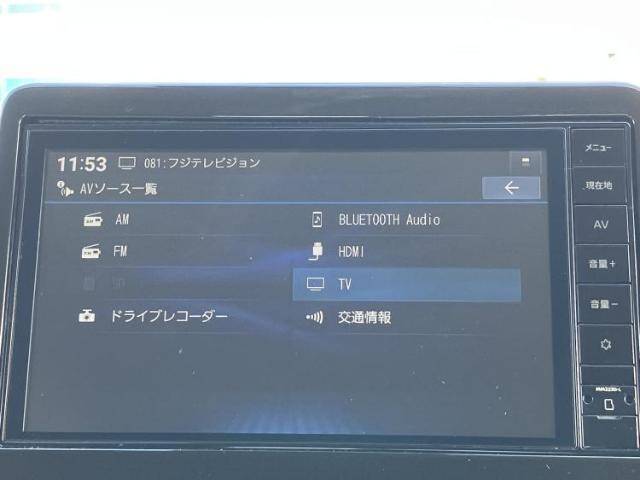 11:53 081:フジテレビジョン
AVソース一覧
AM
BLUETOOTH Audio
FM
HDMI
SD
TV
ドライブレコーダー
交通情報
メニュー
現在地
AV
音量+
音量-